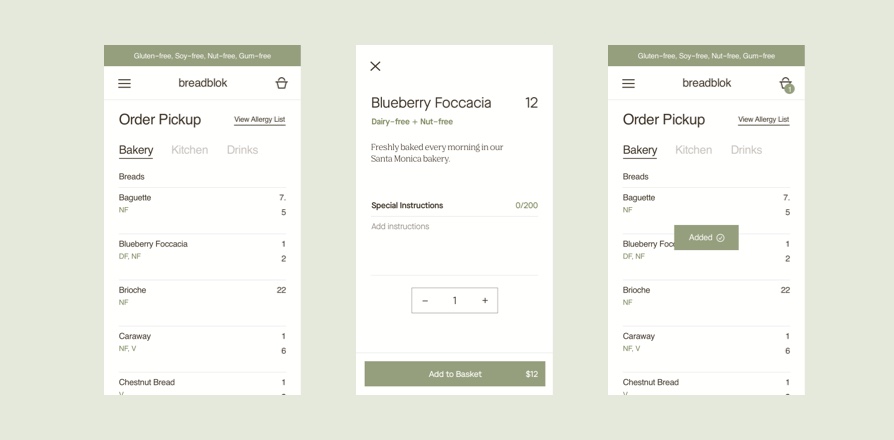 Gluten-free, Soy-free, Nut-free, Gum-free
breadblok
Order Pickup
View Allergy List
Bakery Kitchen Drinks
Breads
Baguette 7.
NF 5
Blueberry Foccacia 1
DF, NF 2
Brioche 22
NF
Caraway 1
NF, V 6
Chestnut Bread 1
V
Blueberry Foccacia 12
Dairy-free + Nut-free
Freshly baked every morning in our
Santa Monica bakery.
Special Instructions 0/200
Add instructions
− 1 +
Add to Basket $12
Gluten-free, Soy-free, Nut-free, Gum-free
breadblok
1
Order Pickup
View Allergy List
Bakery Kitchen Drinks
Breads
Baguette 7.
NF 5
Added
Blueberry 1
DF, NF 2
Brioche 22
NF
Caraway 1
NF, V 6
Chestnut Bread 1
V